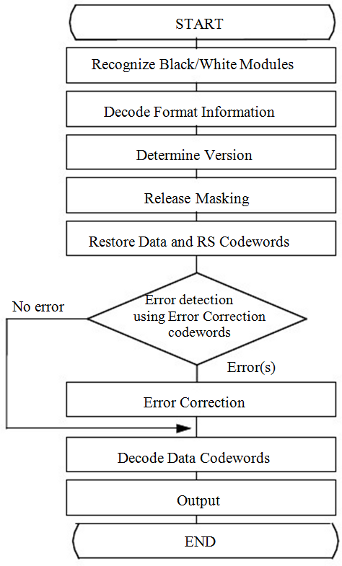 START
Recognize Black/White Modules
Decode Format Information
Determine Version
Release Masking
Restore Data and RS Codewords
No error
Error detection
using Error Correction
codewords
Error(s)
Error Correction
Decode Data Codewords
Output
END